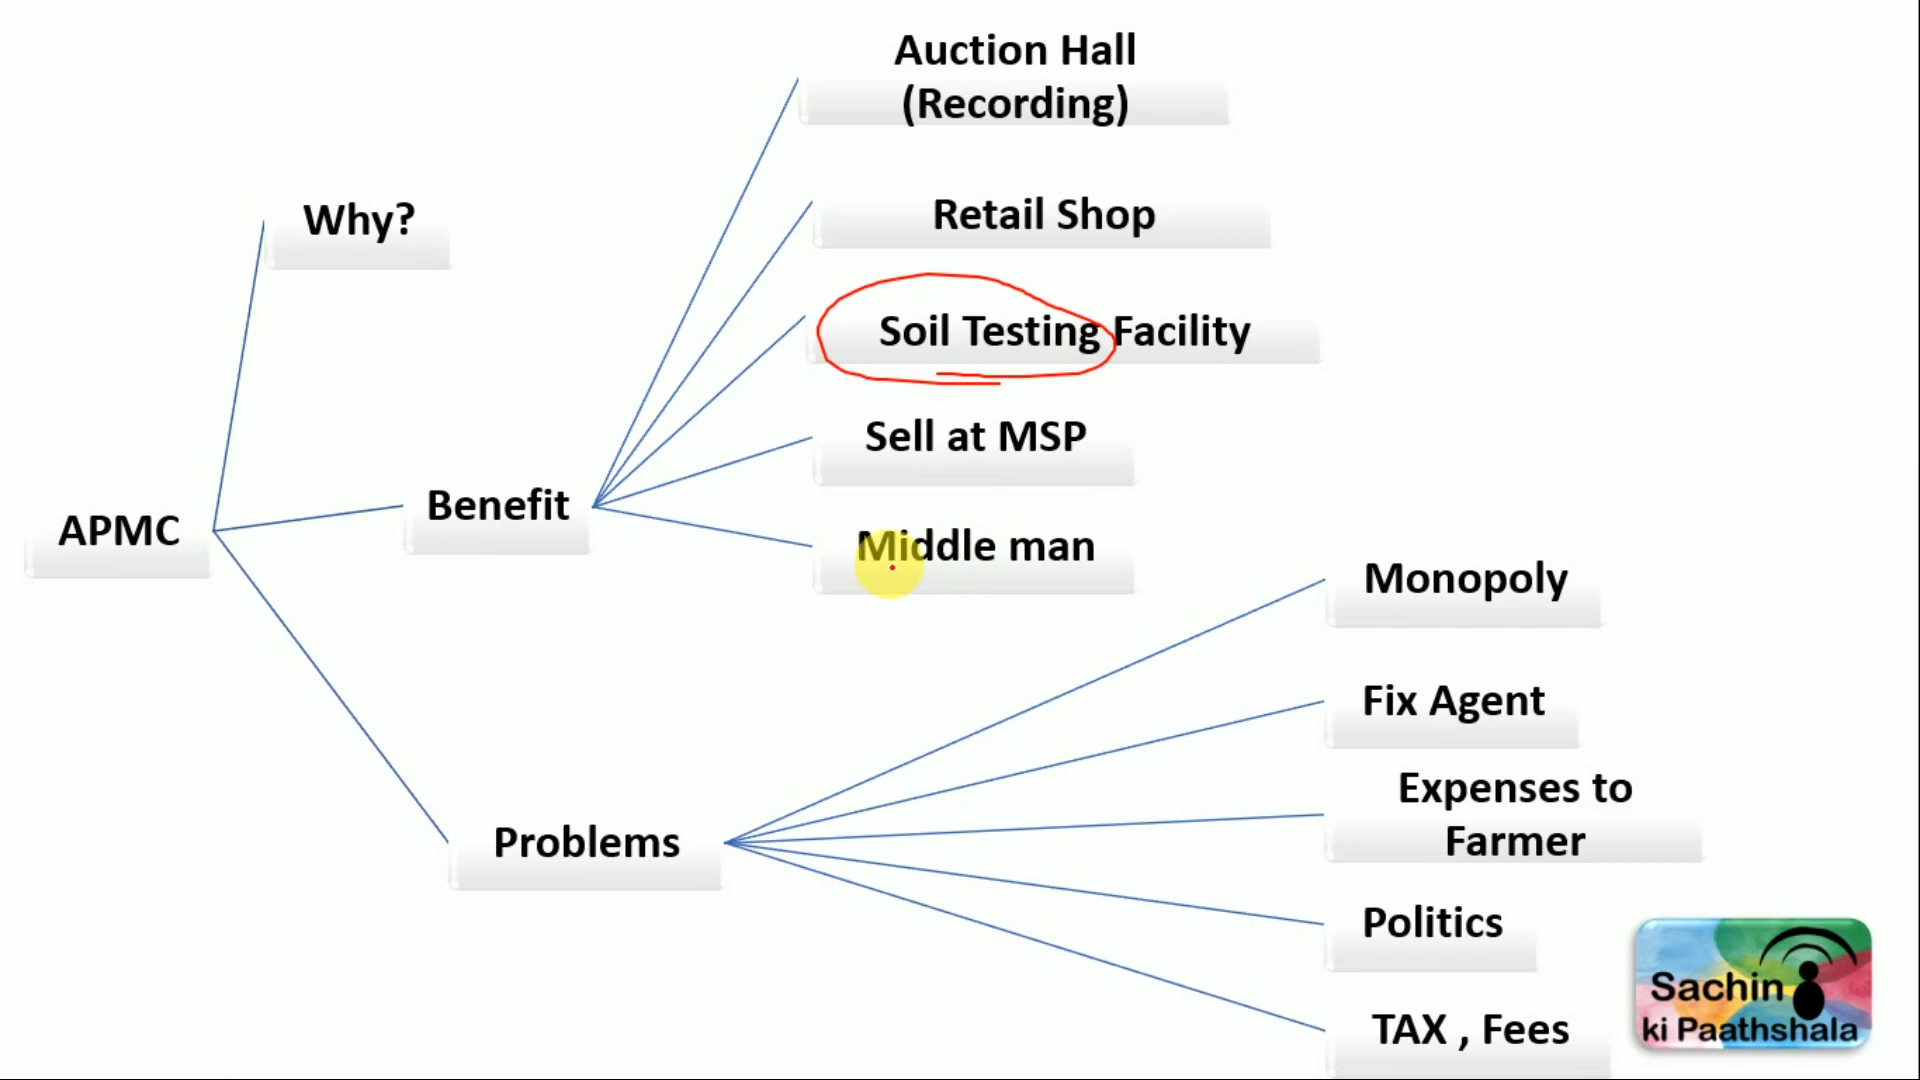 Auction Hall
(Recording)
Why?
Retail Shop
Soil Testing Facility
Sell at MSP
Benefit
APMC
Middle man
Monopoly
Fix Agent
Expenses to
Farmer
Problems
Politics
TAX , Fees
Sachin
ki Paathshala